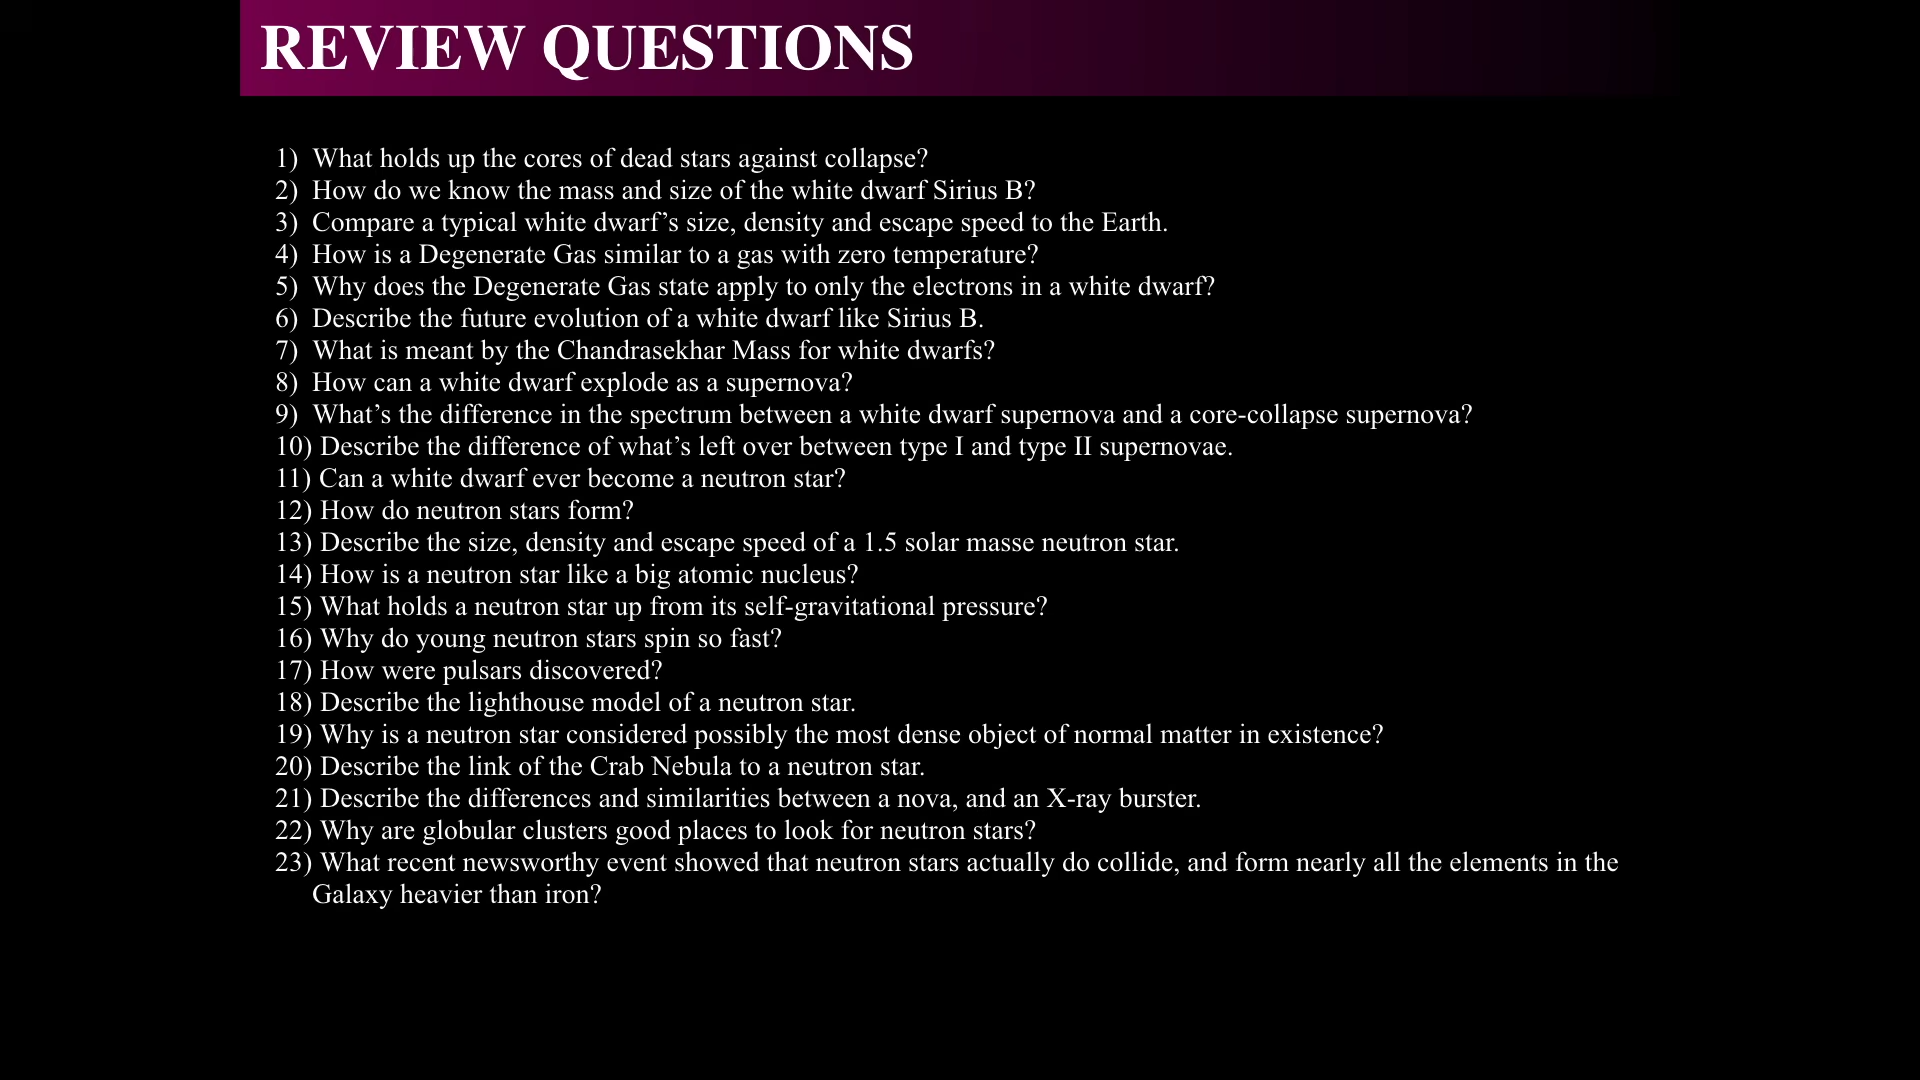 REVIEW QUESTIONS
1) What holds up the cores of dead stars against collapse?
2) How do we know the mass and size of the white dwarf Sirius B?
3) Compare a typical white dwarf’s size, density and escape speed to the Earth.
4) How is a Degenerate Gas similar to a gas with zero temperature?
5) Why does the Degenerate Gas state apply to only the electrons in a white dwarf?
6) Describe the future evolution of a white dwarf like Sirius B.
7) What is meant by the Chandrasekhar Mass for white dwarfs?
8) How can a white dwarf explode as a supernova?
9) What’s the difference in the spectrum between a white dwarf supernova and a core-collapse supernova?
10) Describe the difference of what’s left over between type I and type II supernovae.
11) Can a white dwarf ever become a neutron star?
12) How do neutron stars form?
13) Describe the size, density and escape speed of a 1.5 solar masse neutron star.
14) How is a neutron star like a big atomic nucleus?
15) What holds a neutron star up from its self-gravitational pressure?
16) Why do young neutron stars spin so fast?
17) How were pulsars discovered?
18) Describe the lighthouse model of a neutron star.
19) Why is a neutron star considered possibly the most dense object of normal matter in existence?
20) Describe the link of the Crab Nebula to a neutron star.
21) Describe the differences and similarities between a nova, and an X-ray burster.
22) Why are globular clusters good places to look for neutron stars?
23) What recent newsworthy event showed that neutron stars actually do collide, and form nearly all the elements in the
Galaxy heavier than iron?